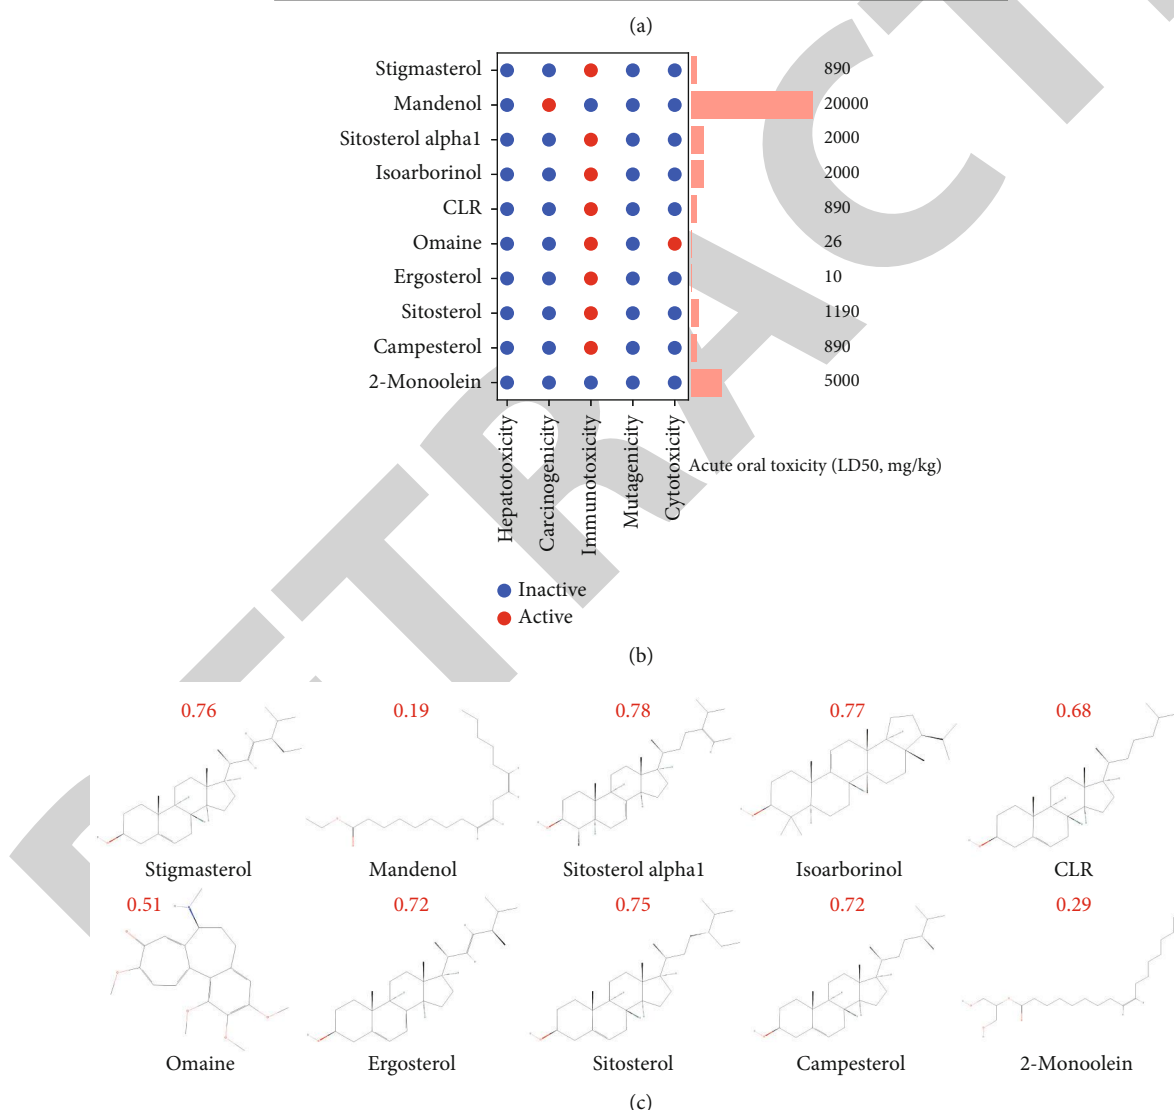 (a)
Stigmasterol 890
Mandenol 20000
Sitosterol alpha1 2000
Isoarborinol 2000
CLR 890
Omaine 26
Ergosterol 10
Sitosterol 1190
Campesterol 890
2-Monoolein 5000
Hepatotoxicity
Carcinogenicity
Immunotoxicity
Mutagenicity
Cytotoxicity
Acute oral toxicity (LD50, mg/kg)
Inactive
Active
(b)
0.76 0.19 0.78 0.77 0.68
Stigmasterol Mandenol Sitosterol alpha1 Isoarborinol CLR
0.51 0.72 0.75 0.72 0.29
Omaine Ergosterol Sitosterol Campesterol 2-Monoolein
(c)